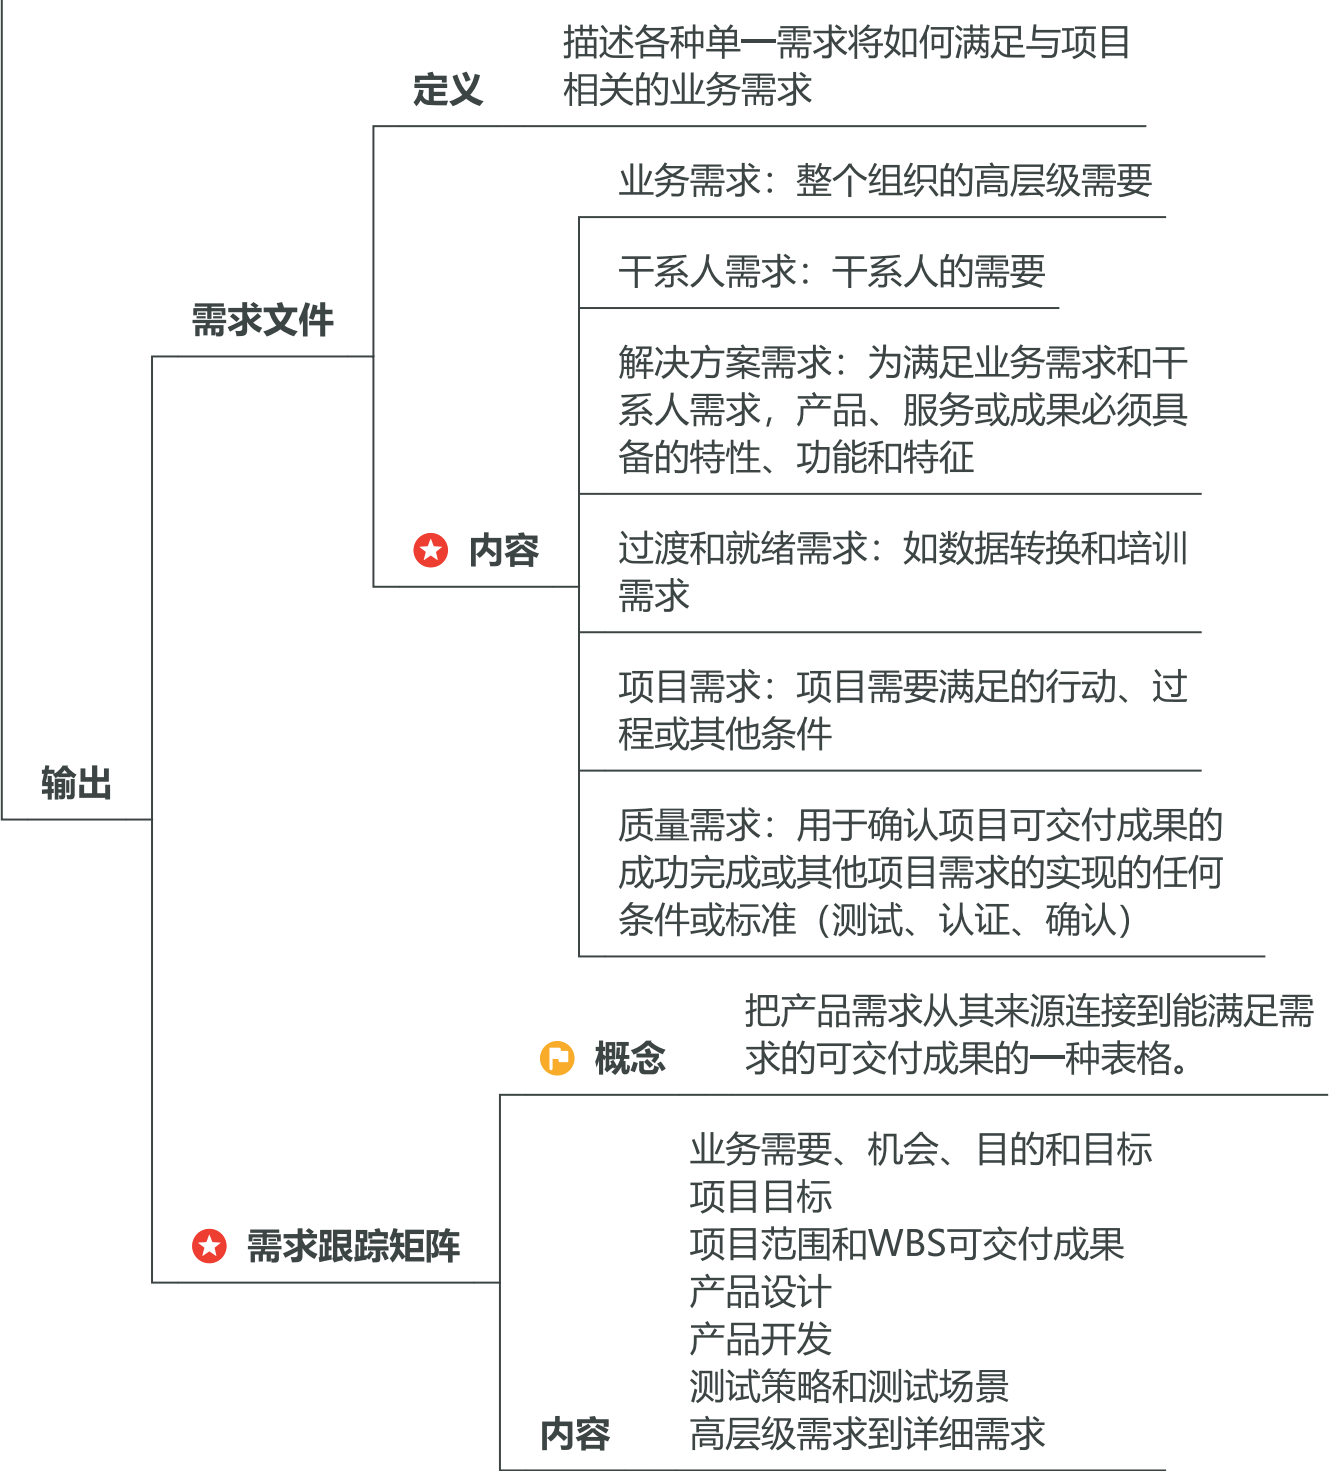 描述各种单一需求将如何满足与项目
相关的业务需求
定义
业务需求：整个组织的高层级需要
干系人需求：干系人的需要
需求文件
解决方案需求：为满足业务需求和干
系人需求，产品、服务或成果必须具
备的特性、功能和特征
内容
过渡和就绪需求：如数据转换和培训
需求
项目需求：项目需要满足的行动、过
程或其他条件
输出
质量需求：用于确认项目可交付成果的
成功完成或其他项目需求的实现的任何
条件或标准（测试、认证、确认）
把产品需求从其来源连接到能满足需
求的可交付成果的一种表格。
概念
需求跟踪矩阵
业务需要、机会、目的和目标
项目目标
项目范围和WBS可交付成果
产品设计
产品开发
测试策略和测试场景
高层级需求到详细需求
内容